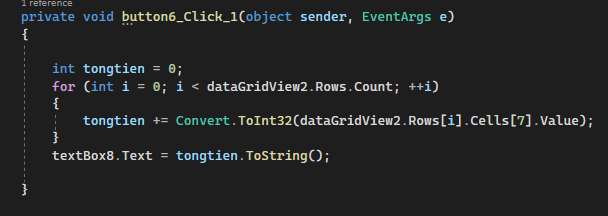 1 reference
private void button6_Click_1(object sender, EventArgs e)
{
int tongtien = 0;
for (int i = 0; i < dataGridView2.Rows.Count; ++i)
{
tongtien += Convert.ToInt32(dataGridView2.Rows[i].Cells[7].Value);
}
textBox8.Text = tongtien.ToString();
}